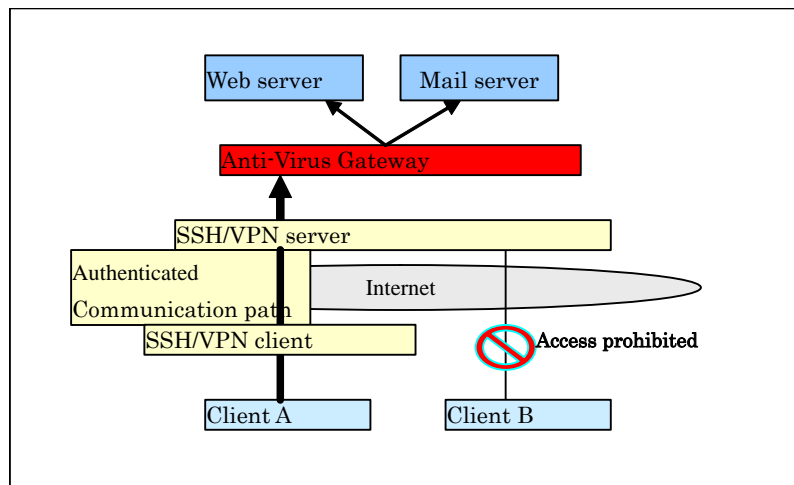 Web server
Mail server
Anti-Virus Gateway
SSH/VPN server
Authenticated
Communication path
Internet
SSH/VPN client
Access prohibited
Client A
Client B